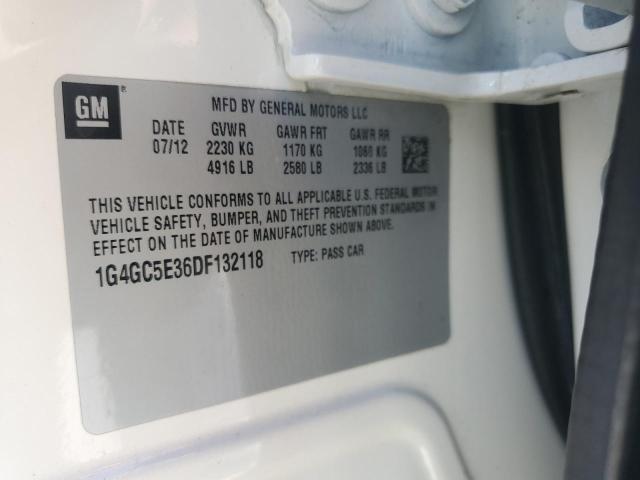 GM ®
MFD BY GENERAL MOTORS LLC
DATE GVWR GAWR FRT GAWR RR
07/12 2230 KG 1170 KG 1060 KG
4916 LB 2580 LB 2336 LB
THIS VEHICLE CONFORMS TO ALL APPLICABLE U.S. FEDERAL MOTOR
VEHICLE SAFETY, BUMPER, AND THEFT PREVENTION STANDARDS IN
EFFECT ON THE DATE OF MANUFACTURE SHOWN ABOVE.
1G4GC5E36DF132118 TYPE: PASS CAR